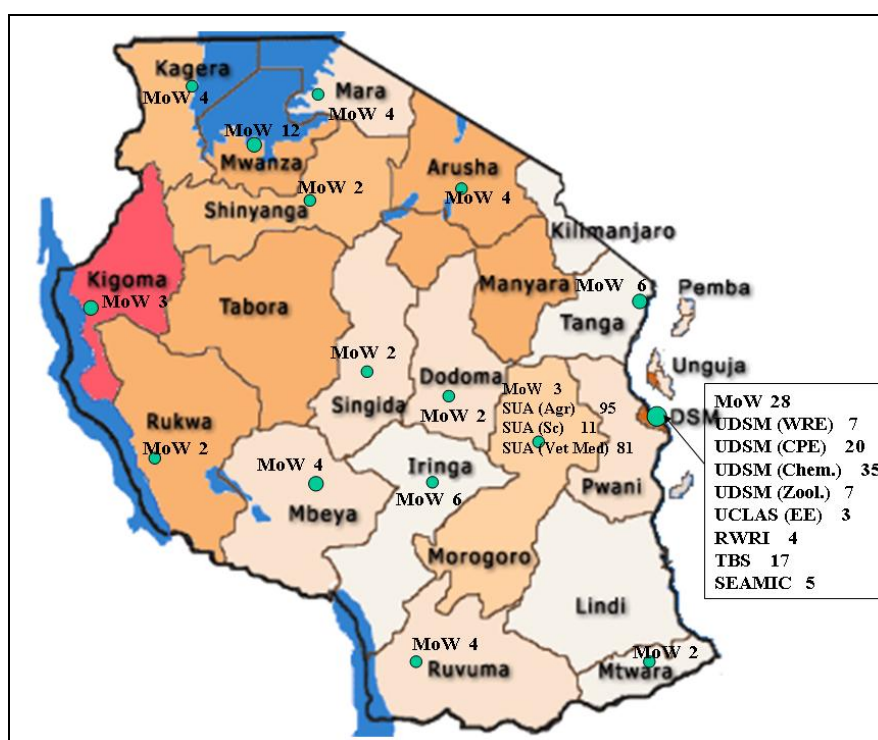 Kagera
MoW 4
Mara
MoW 4
MoW 12
Mwanza
Arusha
MoW 4
MoW 2
Shinyanga
Kilimanjaro
Kigoma
MoW 3
Tabora
Manyara
MoW 6
Tanga
Pemba
Unguja
MoW 2
Singida
Dodoma
MoW 2
MoW 3
SUA (Agr) 95
SUA (Sc) 11
SUA (Vet Med) 81
DSM
MoW 28
UDSM (WRE) 7
UDSM (CPE) 20
UDSM (Chem.) 35
UDSM (Zool.) 7
UCLAS (EE) 3
RWRI 4
TBS 17
SEAMIC 5
Rukwa
MoW 2
MoW 4
Mbeya
Iringa
MoW 6
Pwani
Morogoro
Lindi
MoW 4
Ruvuma
MoW 2
Mtwara